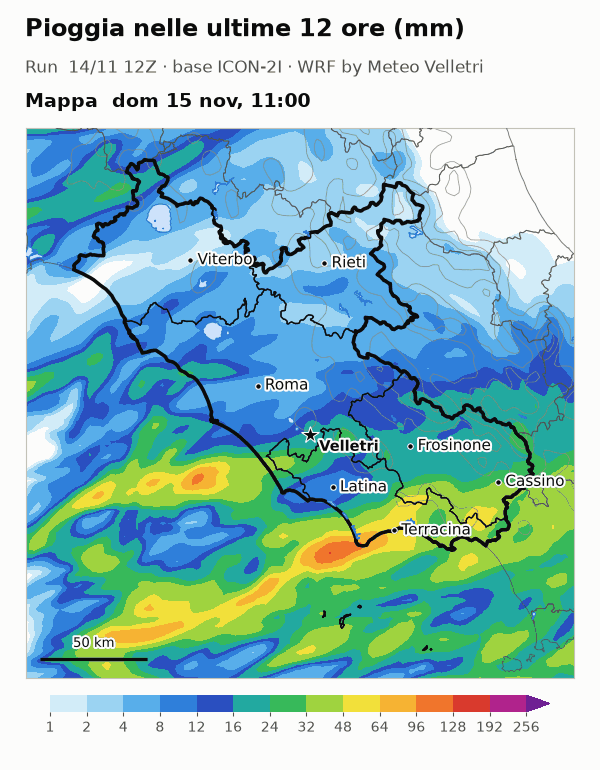 Pioggia nelle ultime 12 ore (mm)
Run 14/11 12Z · base ICON-2I · WRF by Meteo Velletri
Mappa dom 15 nov, 11:00
Viterbo
Rieti
Roma
Velletri
Frosinone
Latina
Cassino
Terracina
50 km
1 2 4 8 12 16 24 32 48 64 96 128 192 256